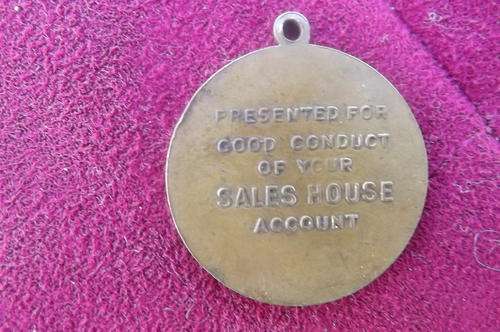 PRESENTED FOR
GOOD CONDUCT
OF YOUR
SALES HOUSE
ACCOUNT